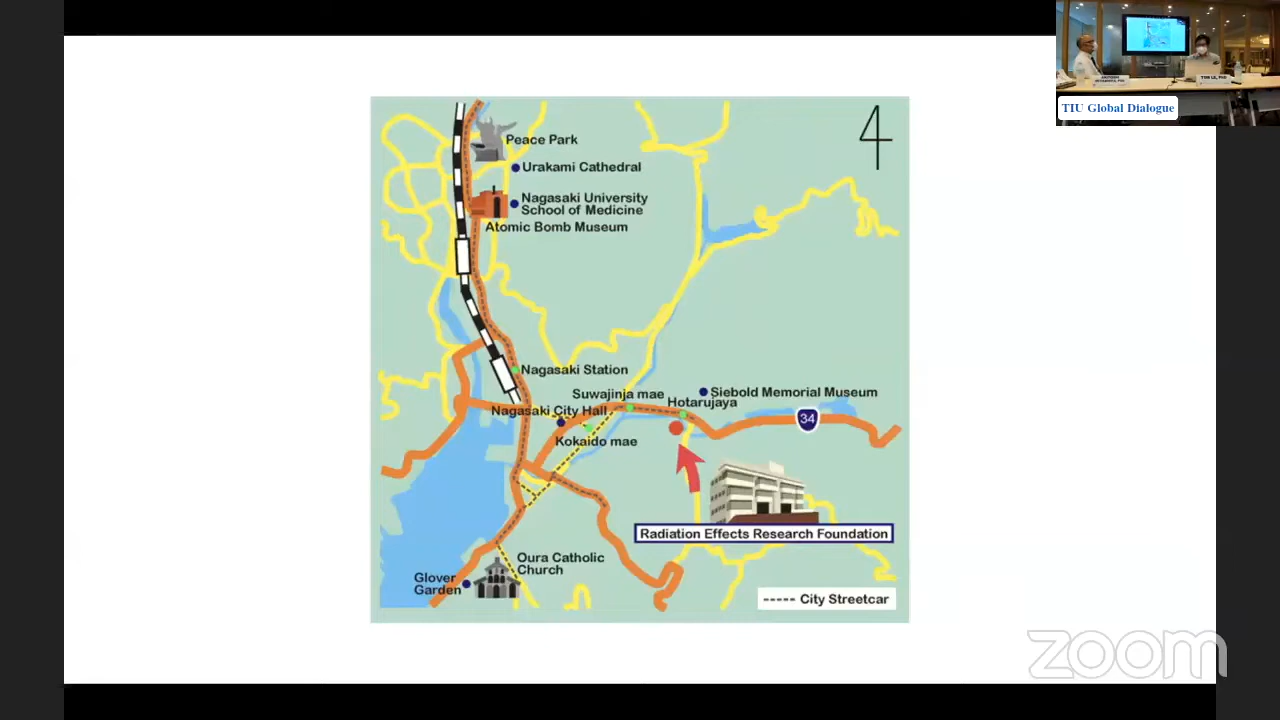 Peace Park
Urakami Cathedral
Nagasaki University
School of Medicine
Atomic Bomb Museum
Nagasaki Station
Suwajinja mae
Siebold Memorial Museum
Hotarujaya
Nagasaki City Hall
34
Kokaido mae
Radiation Effects Research Foundation
Oura Catholic
Church
Glover
Garden
City Streetcar
TIU Global Dialogue
zoom